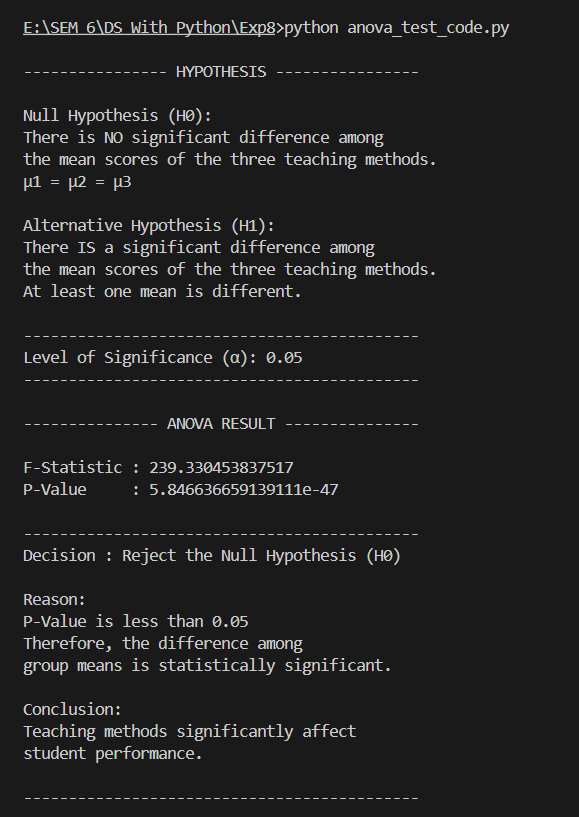 E:\SEM 6\DS With Python\Exp8>python anova_test_code.py
---------------- HYPOTHESIS ----------------
Null Hypothesis (H0):
There is NO significant difference among
the mean scores of the three teaching methods.
μ1 = μ2 = μ3
Alternative Hypothesis (H1):
There IS a significant difference among
the mean scores of the three teaching methods.
At least one mean is different.
--------------------------------------------
Level of Significance (α): 0.05
--------------------------------------------
--------------- ANOVA RESULT ---------------
F-Statistic : 239.330453837517
P-Value     : 5.846636659139111e-47
--------------------------------------------
Decision : Reject the Null Hypothesis (H0)
Reason:
P-Value is less than 0.05
Therefore, the difference among
group means is statistically significant.
Conclusion:
Teaching methods significantly affect
student performance.
--------------------------------------------